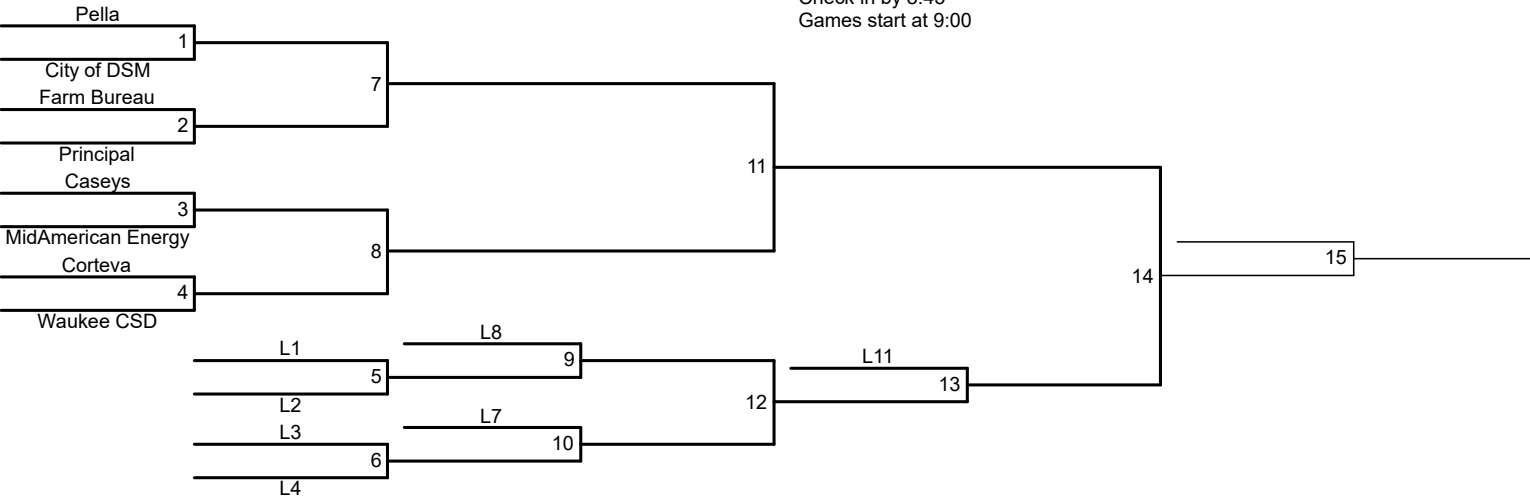 Pella
1
City of DSM
Farm Bureau
2
Principal
Caseys
3
MidAmerican Energy
Corteva
4
Waukee CSD
7
8
Games start at 9:00
11
14
15
L1
5
L2
L3
6
L4
L8
9
L7
10
12
L11
13